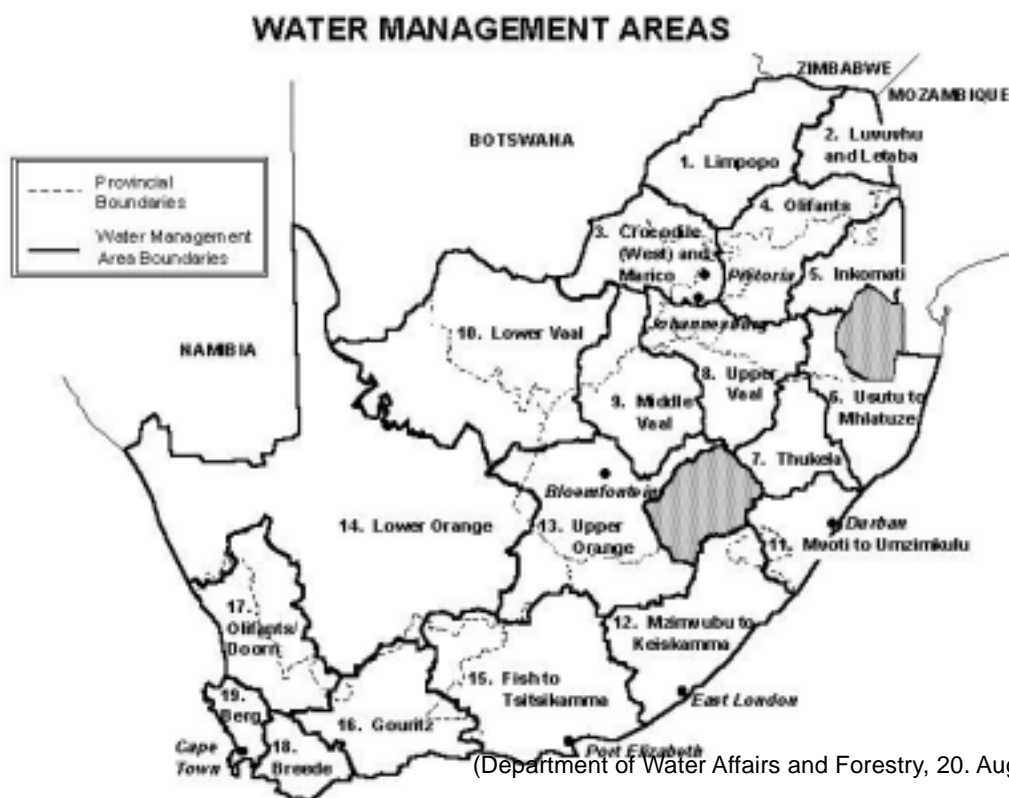 WATER MANAGEMENT AREAS
ZIMBABWE
MOZAMBIQUE
BOTSWANA
2. Luvuvhu
and Letaba
1. Limpopo
Provincial
Boundaries
Water Management
Area Boundaries
4. Olifants
3. Crocodile
(West) and
Marico
Pretoria
5. Inkomati
Johannesburg
10. Lower Vaal
NAMIBIA
8. Upper
Vaal
9. Middle
Vaal
6. Usutu to
Mhlatuze
7. Thukela
Bloemfontein
14. Lower Orange
13. Upper
Orange
Durban
11. Mvoti to Umzimkulu
17.
Olifants/
Doorn
12. Mzimvubu to
Keiskamma
15. Fish to
Tsitsikamma
East London
19.
Berg
16. Gouritz
Cape
Town
18.
Breede
Port Elizabeth
(Department of Water Affairs and Forestry, 20. Aug